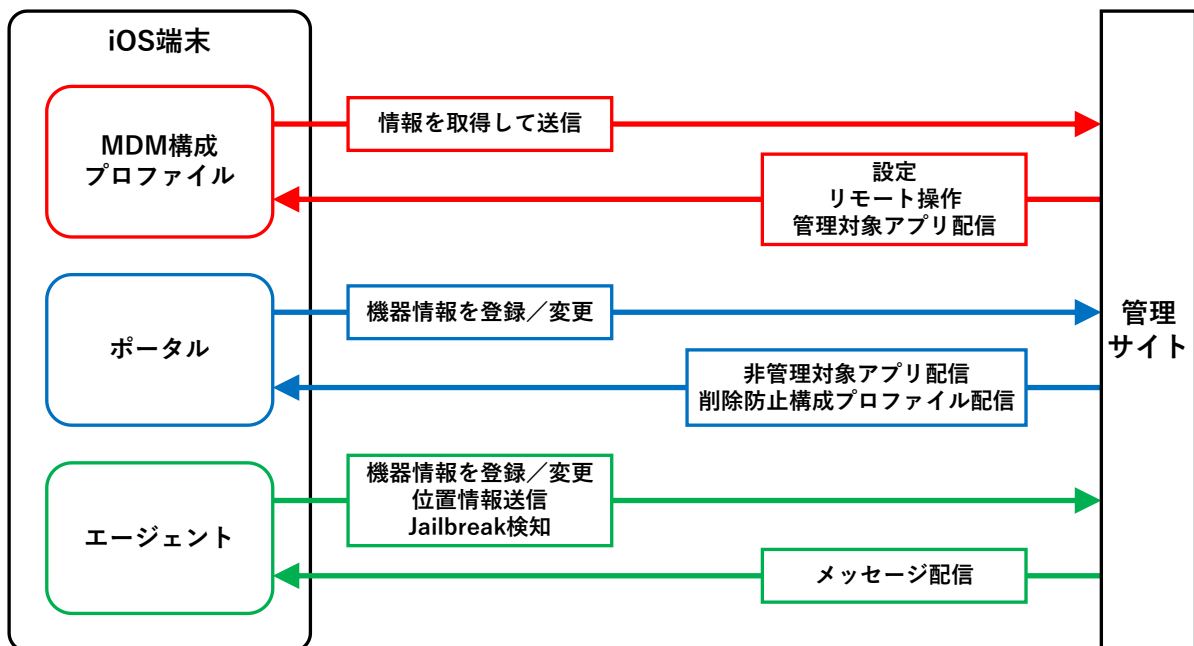 iOS端末
MDM構成
プロファイル
情報を取得して送信
設定
リモート操作
管理対象アプリ配信
ポータル
機器情報を登録／変更
非管理対象アプリ配信
削除防止構成プロファイル配信
エージェント
機器情報を登録／変更
位置情報送信
Jailbreak検知
メッセージ配信
管理
サイト